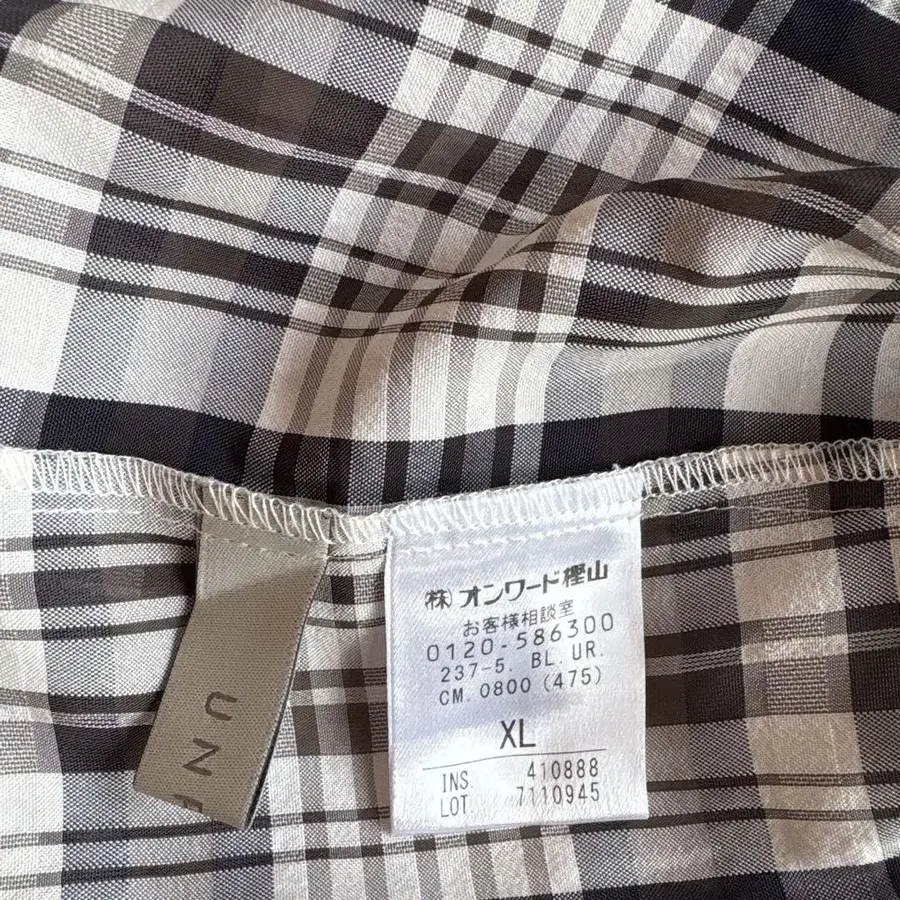 UNF
(株)オンワード樫山
お客様相談室
0120-586300
237-5. BL. UR.
CM. 0800 (475)
XL
INS. 410888
LOT. 7110945